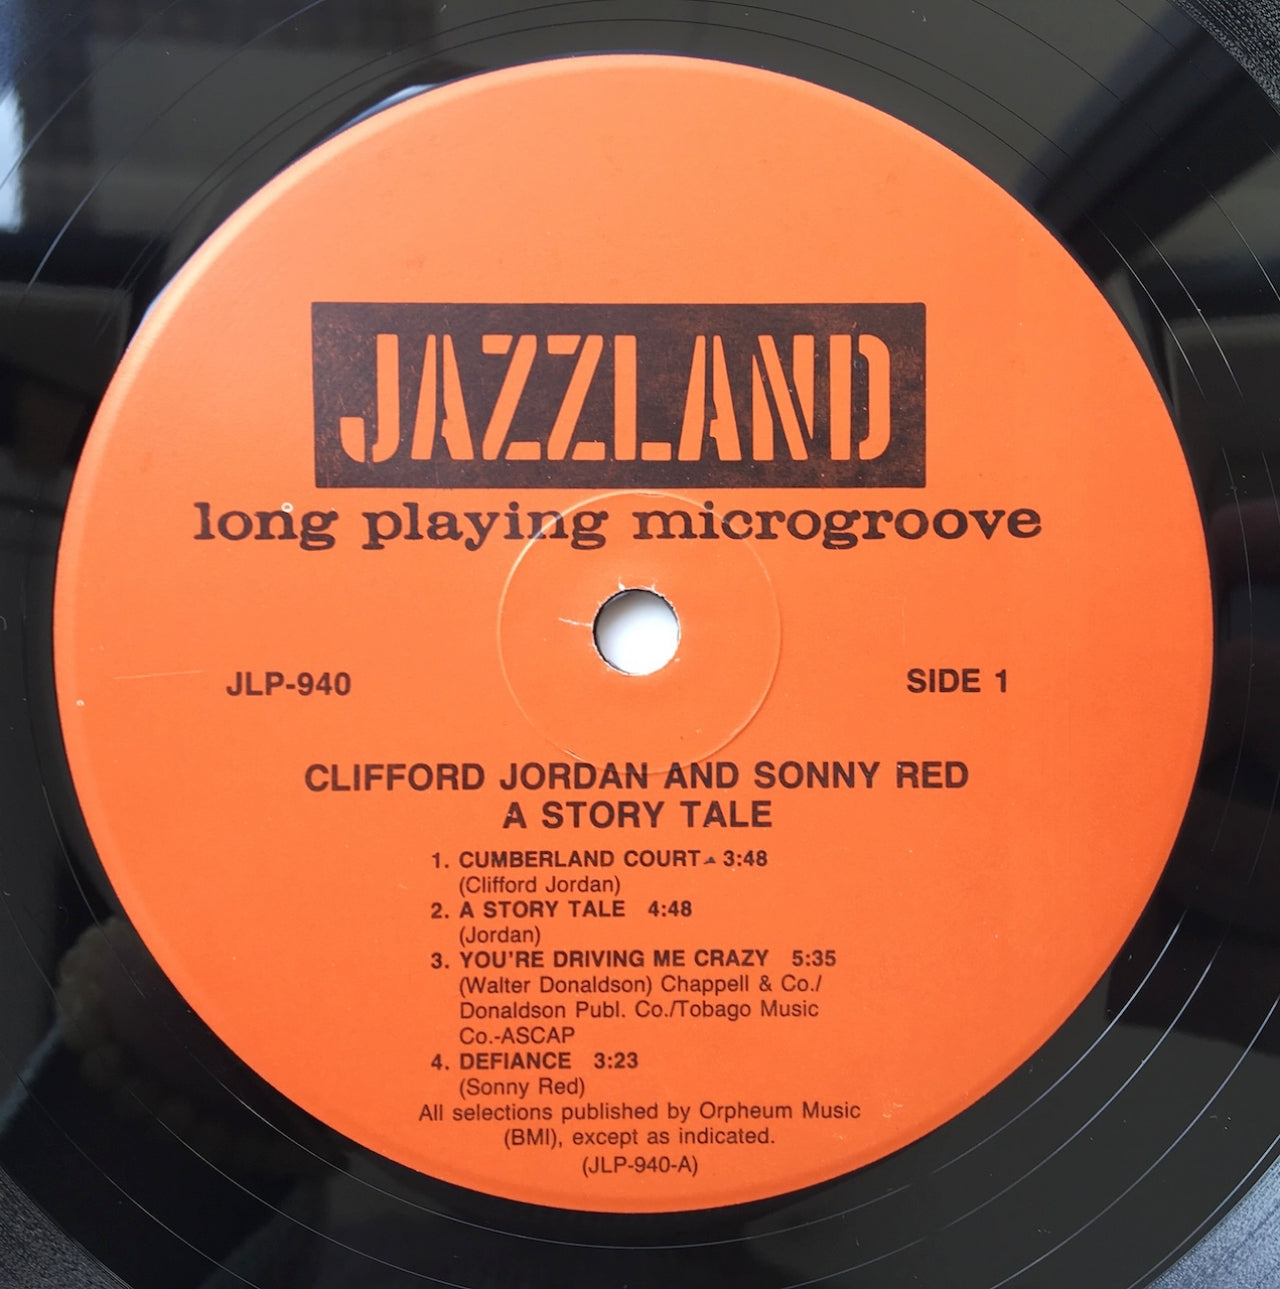 JAZZLAND
long playing microgroove
JLP-940
SIDE 1
CLIFFORD JORDAN AND SONNY RED
A STORY TALE
1. CUMBERLAND COURT 3:48
(Clifford Jordan)
2. A STORY TALE 4:48
(Jordan)
3. YOU'RE DRIVING ME CRAZY 5:35
(Walter Donaldson) Chappell & Co./
Donaldson Publ. Co./Tobago Music
Co.-ASCAP
4. DEFIANCE 3:23
(Sonny Red)
All selections published by Orpheum Music
(BMI), except as indicated.
(JLP-940-A)